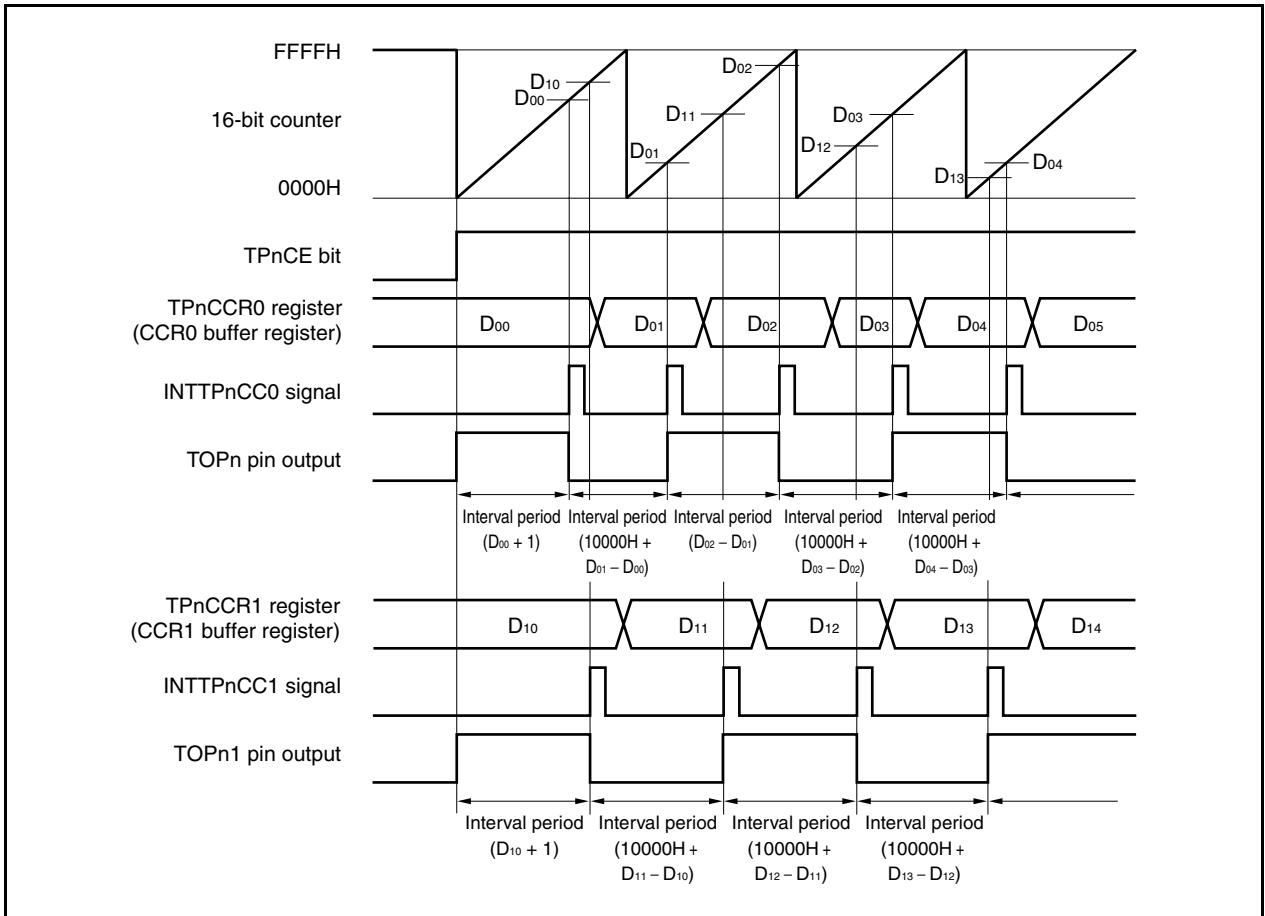 FFFFH
16-bit counter
0000H
D10
D00
D01
D11
D02
D12
D03
D13
D04
TPnCE bit
TPnCCR0 register
(CCR0 buffer register)
D00
D01
D02
D03
D04
D05
INTTPnCC0 signal
TOPn pin output
Interval period
(D00 + 1)
Interval period
(10000H +
D01 – D00)
Interval period
(D02 – D01)
Interval period
(10000H +
D03 – D02)
Interval period
(10000H +
D04 – D03)
TPnCCR1 register
(CCR1 buffer register)
D10
D11
D12
D13
D14
INTTPnCC1 signal
TOPn1 pin output
Interval period
(D10 + 1)
Interval period
(10000H +
D11 – D10)
Interval period
(10000H +
D12 – D11)
Interval period
(10000H +
D13 – D12)